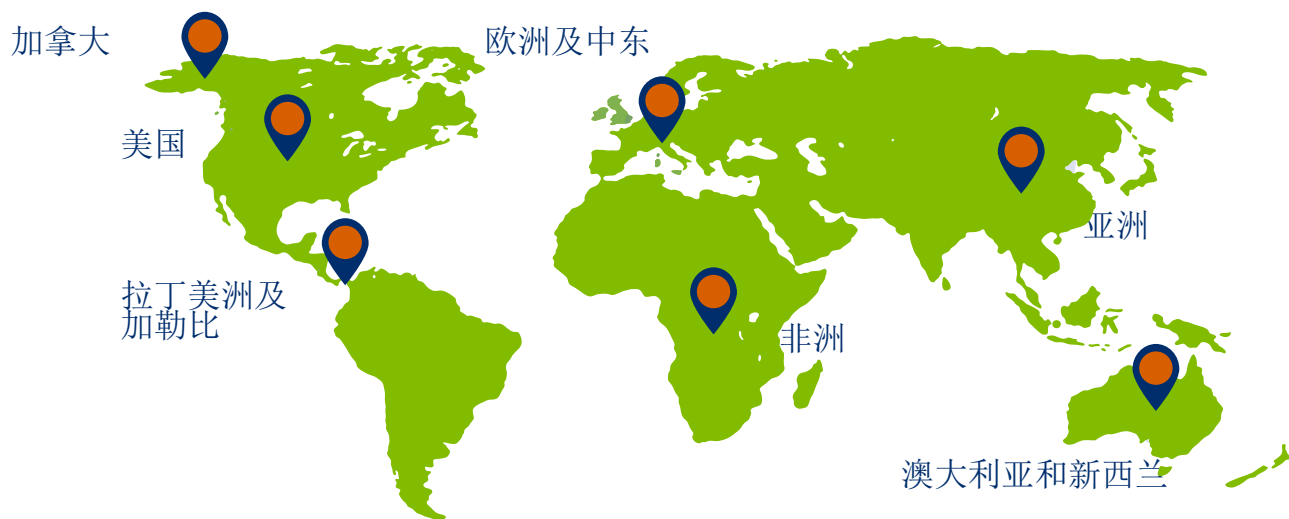 加拿大
欧洲及中东
美国
亚洲
拉丁美洲及
加勒比
非洲
澳大利亚和新西兰